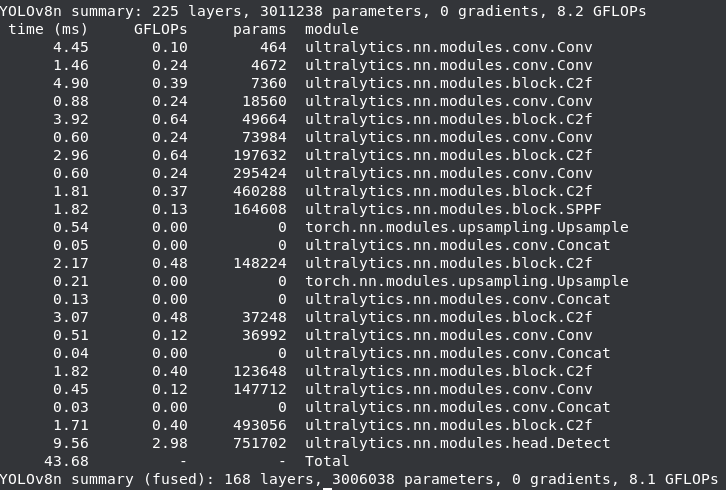 YOLOv8n summary: 225 layers, 3011238 parameters, 0 gradients, 8.2 GFLOPs
time (ms) GFLOPs params module
4.45 0.10 464 ultralytics.nn.modules.conv.Conv
1.46 0.24 4672 ultralytics.nn.modules.conv.Conv
4.90 0.39 7360 ultralytics.nn.modules.block.C2f
0.88 0.24 18560 ultralytics.nn.modules.conv.Conv
3.92 0.64 49664 ultralytics.nn.modules.block.C2f
0.60 0.24 73984 ultralytics.nn.modules.conv.Conv
2.96 0.64 197632 ultralytics.nn.modules.block.C2f
0.60 0.24 295424 ultralytics.nn.modules.conv.Conv
1.81 0.37 460288 ultralytics.nn.modules.block.C2f
1.82 0.13 164608 ultralytics.nn.modules.block.SPPF
0.54 0.00 0 torch.nn.modules.upsampling.Upsample
0.05 0.00 0 ultralytics.nn.modules.conv.Concat
2.17 0.48 148224 ultralytics.nn.modules.block.C2f
0.21 0.00 0 torch.nn.modules.upsampling.Upsample
0.13 0.00 0 ultralytics.nn.modules.conv.Concat
3.07 0.48 37248 ultralytics.nn.modules.block.C2f
0.51 0.12 36992 ultralytics.nn.modules.conv.Conv
0.04 0.00 0 ultralytics.nn.modules.conv.Concat
1.82 0.40 123648 ultralytics.nn.modules.block.C2f
0.45 0.12 147712 ultralytics.nn.modules.conv.Conv
0.03 0.00 0 ultralytics.nn.modules.conv.Concat
1.71 0.40 493056 ultralytics.nn.modules.block.C2f
9.56 2.98 751702 ultralytics.nn.modules.head.Detect
43.68 - - Total
YOLOv8n summary (fused): 168 layers, 3006038 parameters, 0 gradients, 8.1 GFLOPs